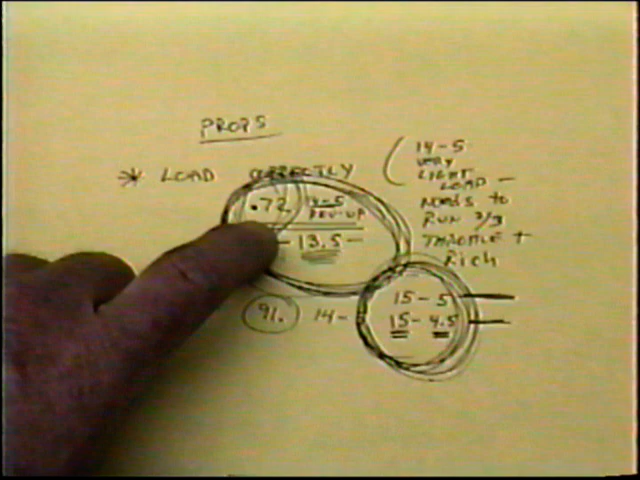 PROPS
* LOAD CORRECTLY
.72 14-5
REV-UP
- 13.5 -
91. 14-
15-5
15-4.5
14-5
VERY
LIGHT
LOAD -
NEEDS to
RUN 2/3
THROTTLE +
Rich